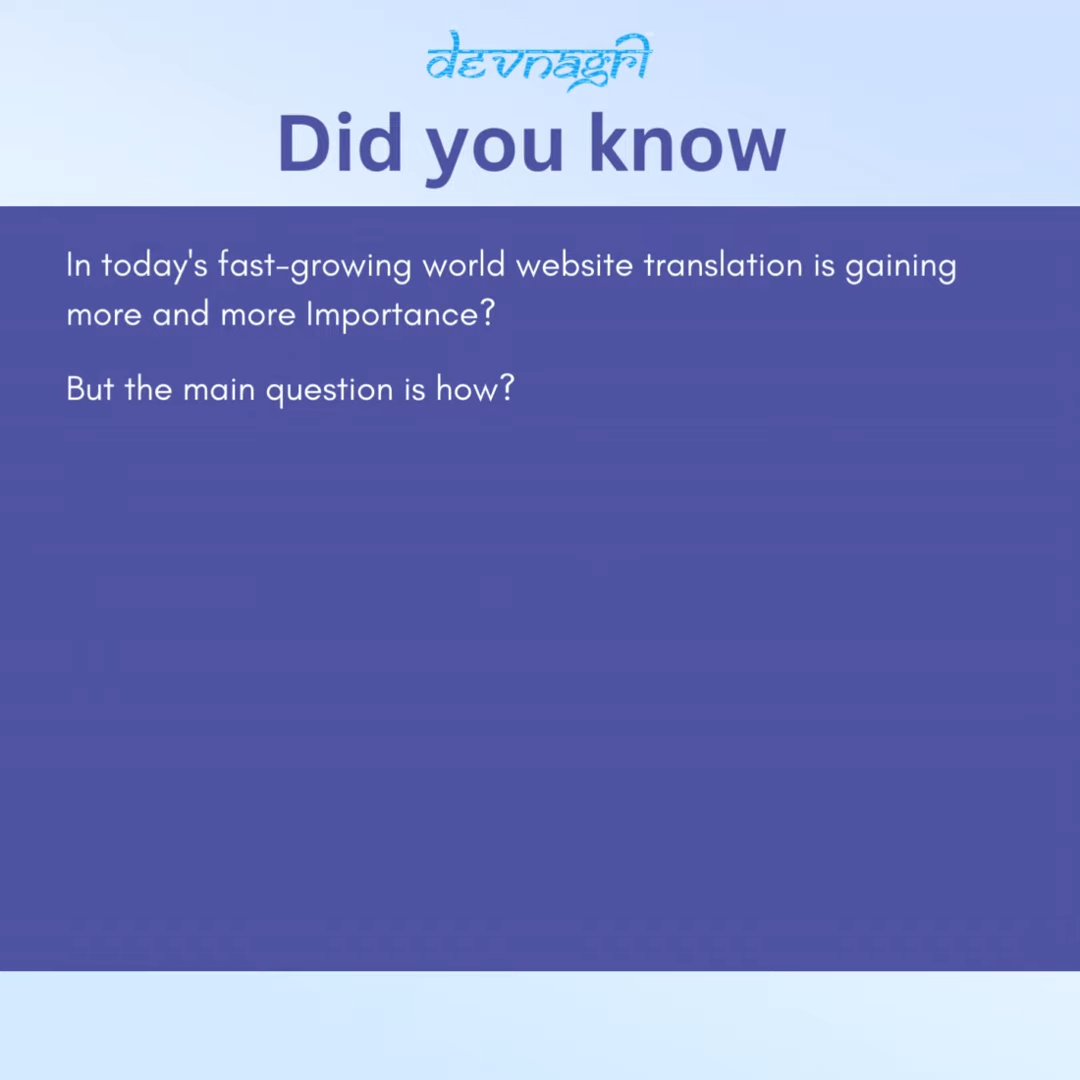 devnagri
Did you know
In today's fast-growing world website translation is gaining
more and more Importance?
But the main question is how?